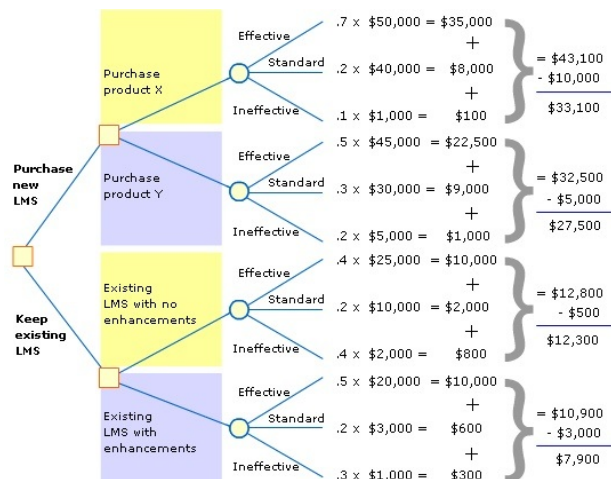 Purchase
new
LMS
Keep
existing
LMS
Purchase
product X
Effective
Standard
Ineffective
.7 x $50,000 = $35,000
+
.2 x $40,000 = $8,000
+
.1 x $1,000 = $100
= $43,100
- $10,000
$33,100
Purchase
product Y
Effective
Standard
Ineffective
.5 x $45,000 = $22,500
+
.3 x $30,000 = $9,000
+
.2 x $5,000 = $1,000
= $32,500
- $5,000
$27,500
Existing
LMS with no
enhancements
Effective
Standard
Ineffective
.4 x $25,000 = $10,000
+
.2 x $10,000 = $2,000
+
.4 x $2,000 = $800
= $12,800
- $500
$12,300
Existing
LMS with
enhancements
Effective
Standard
Ineffective
.5 x $20,000 = $10,000
+
.2 x $3,000 = $600
+
.3 x $1,000 = $300
= $10,900
- $3,000
$7,900